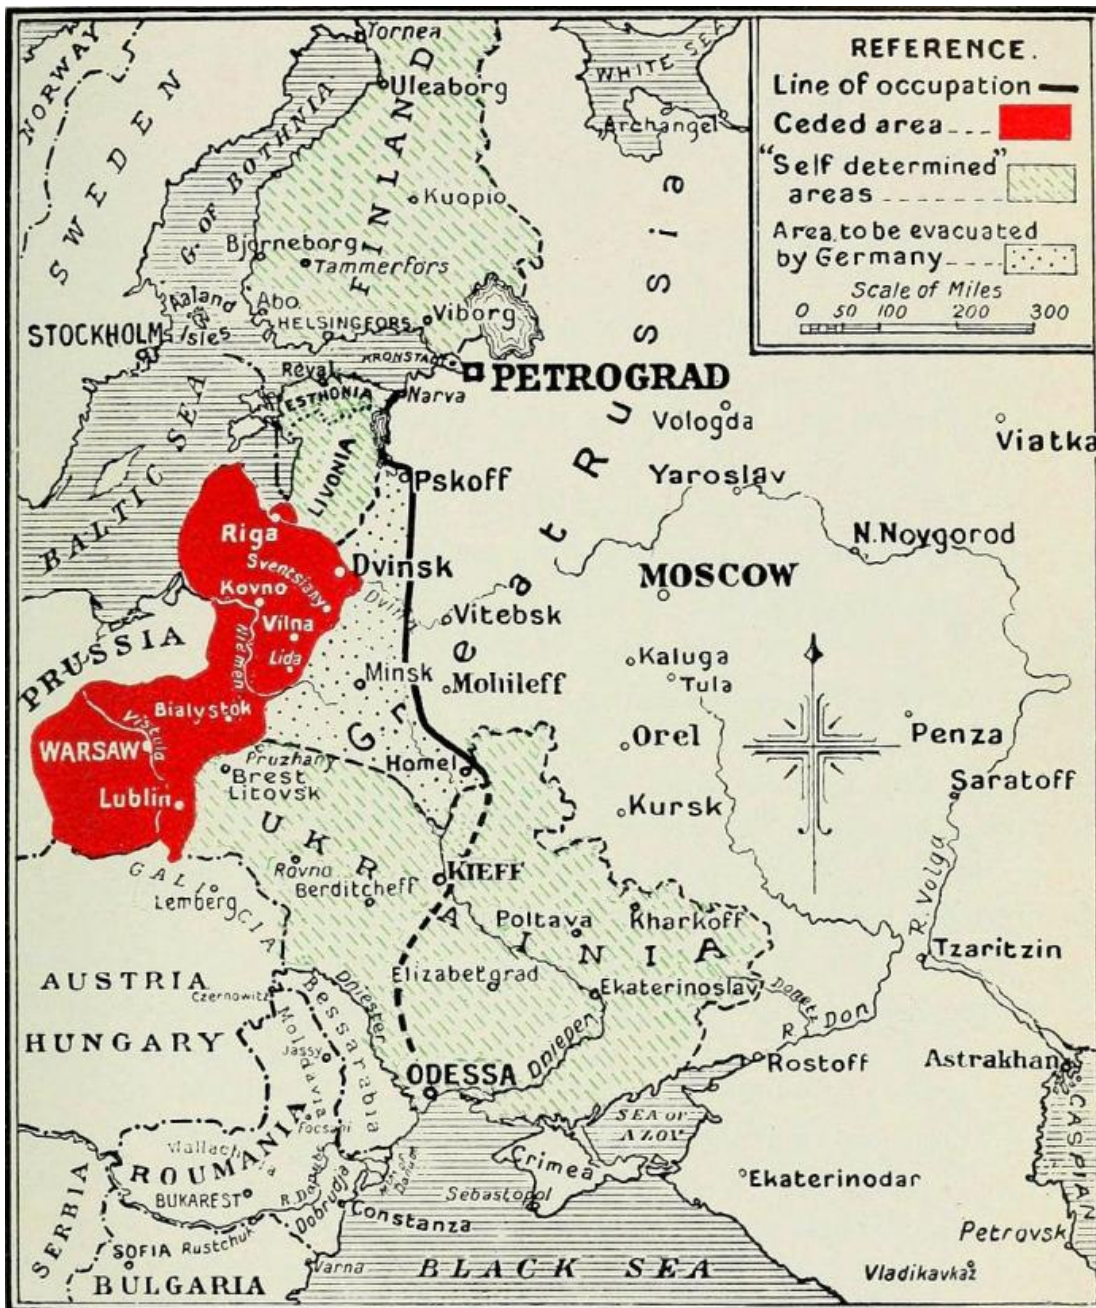 REFERENCE.
Line of occupation
Ceded area
"Self determined"
areas
Area to be evacuated
by Germany
Scale of Miles
0 50 100 200 300
NORWAY
SWEDEN
G. OF BOTHNIA
Tornea
Uleaborg
FINLAND
Kuopio
WHITE SEA
Archangel
Bjorneborg
Tammerfors
Aaland
Isles
Abo
HELSINGFORS
Viborg
STOCKHOLM
KRONSTADT
PETROGRAD
Reval
ESTHONIA
Narva
Great Russia
Vologda
Viatka
BALTIC SEA
LIVONIA
Pskoff
Yaroslav
Riga
N. Novgorod
Dvinsk
MOSCOW
Sventsiany
Kovno
Dvina
Vitebsk
Vilna
PRUSSIA
Niamen
Lida
Minsk
Mohileff
Kaluga
Tula
Bialystok
Vistula
WARSAW
Pruzhany
Homel
Orel
Penza
Brest
Litovsk
Saratoff
Lublin
Kursk
UKRAINIA
GALICIA
Lemberg
Rovno
Berditcheff
KIEFF
Poltava
Kharkoff
R. Volga
Tzaritzin
AUSTRIA
HUNGARY
Czernowitz
Bessarabia
Dniester
Elizabetgrad
Ekaterinoslav
Donetz
R. DON
Moldavia
Jassy
Dnieper
ODESSA
Rostoff
Astrakhan
Focsani
SEA OF
AZOV
CASPIAN
ROUMANIA
Crimea
Ekaterinodar
SERBIA
BUKAREST
R. Danube
Dobrudja
Sebastopol
Constanza
Petrovsk
SOFIA
Rustchuk
BULGARIA
Varna
BLACK SEA
Vladikavkaz